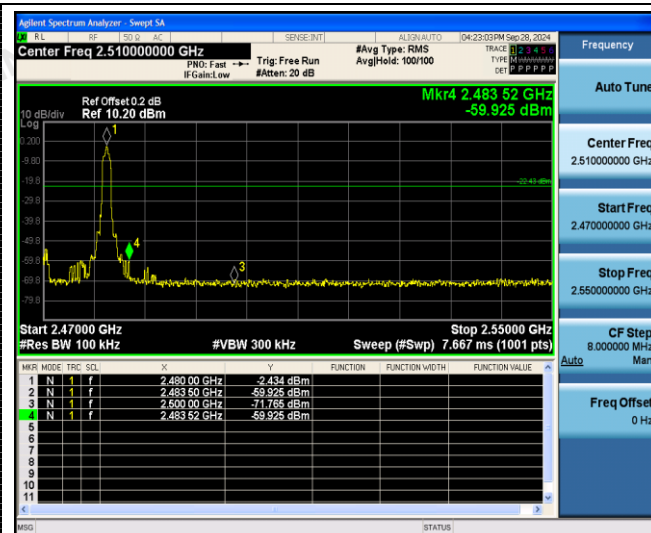 Agilent Spectrum Analyzer - Swept SA
RL RF 50 Ω AC SENSE:INT ALIGN AUTO 04:23:03 PM Sep 28, 2024
Center Freq 2.510000000 GHz
PNO: Fast
IFGain:Low
Trig: Free Run
#Atten: 20 dB
#Avg Type: RMS
Avg|Hold: 100/100
TRACE 1 2 3 4 5 6
TYPE M
DET P P P P P P
Mkr4 2.483 52 GHz
-59.925 dBm
Ref Offset 0.2 dB
Ref 10.20 dBm
10 dB/div
Log
0.200
-9.80
-19.8
-29.8
-39.8
-49.8
-59.8
-69.8
-79.8
1
4
3
-22.43 dBm
Start 2.47000 GHz
Stop 2.55000 GHz
#Res BW 100 kHz
#VBW 300 kHz
Sweep (#Swp) 7.667 ms (1001 pts)
MKR MODE TRC SCL X Y FUNCTION FUNCTION WIDTH FUNCTION VALUE
1 N 1 f 2.480 00 GHz -2.434 dBm
2 N 1 f 2.483 50 GHz -59.925 dBm
3 N 1 f 2.500 00 GHz -71.765 dBm
4 N 1 f 2.483 52 GHz -59.925 dBm
5
6
7
8
9
10
11
MSG STATUS
Frequency
Auto Tune
Center Freq
2.510000000 GHz
Start Freq
2.470000000 GHz
Stop Freq
2.550000000 GHz
CF Step
8.000000 MHz
Auto Man
Freq Offset
0 Hz